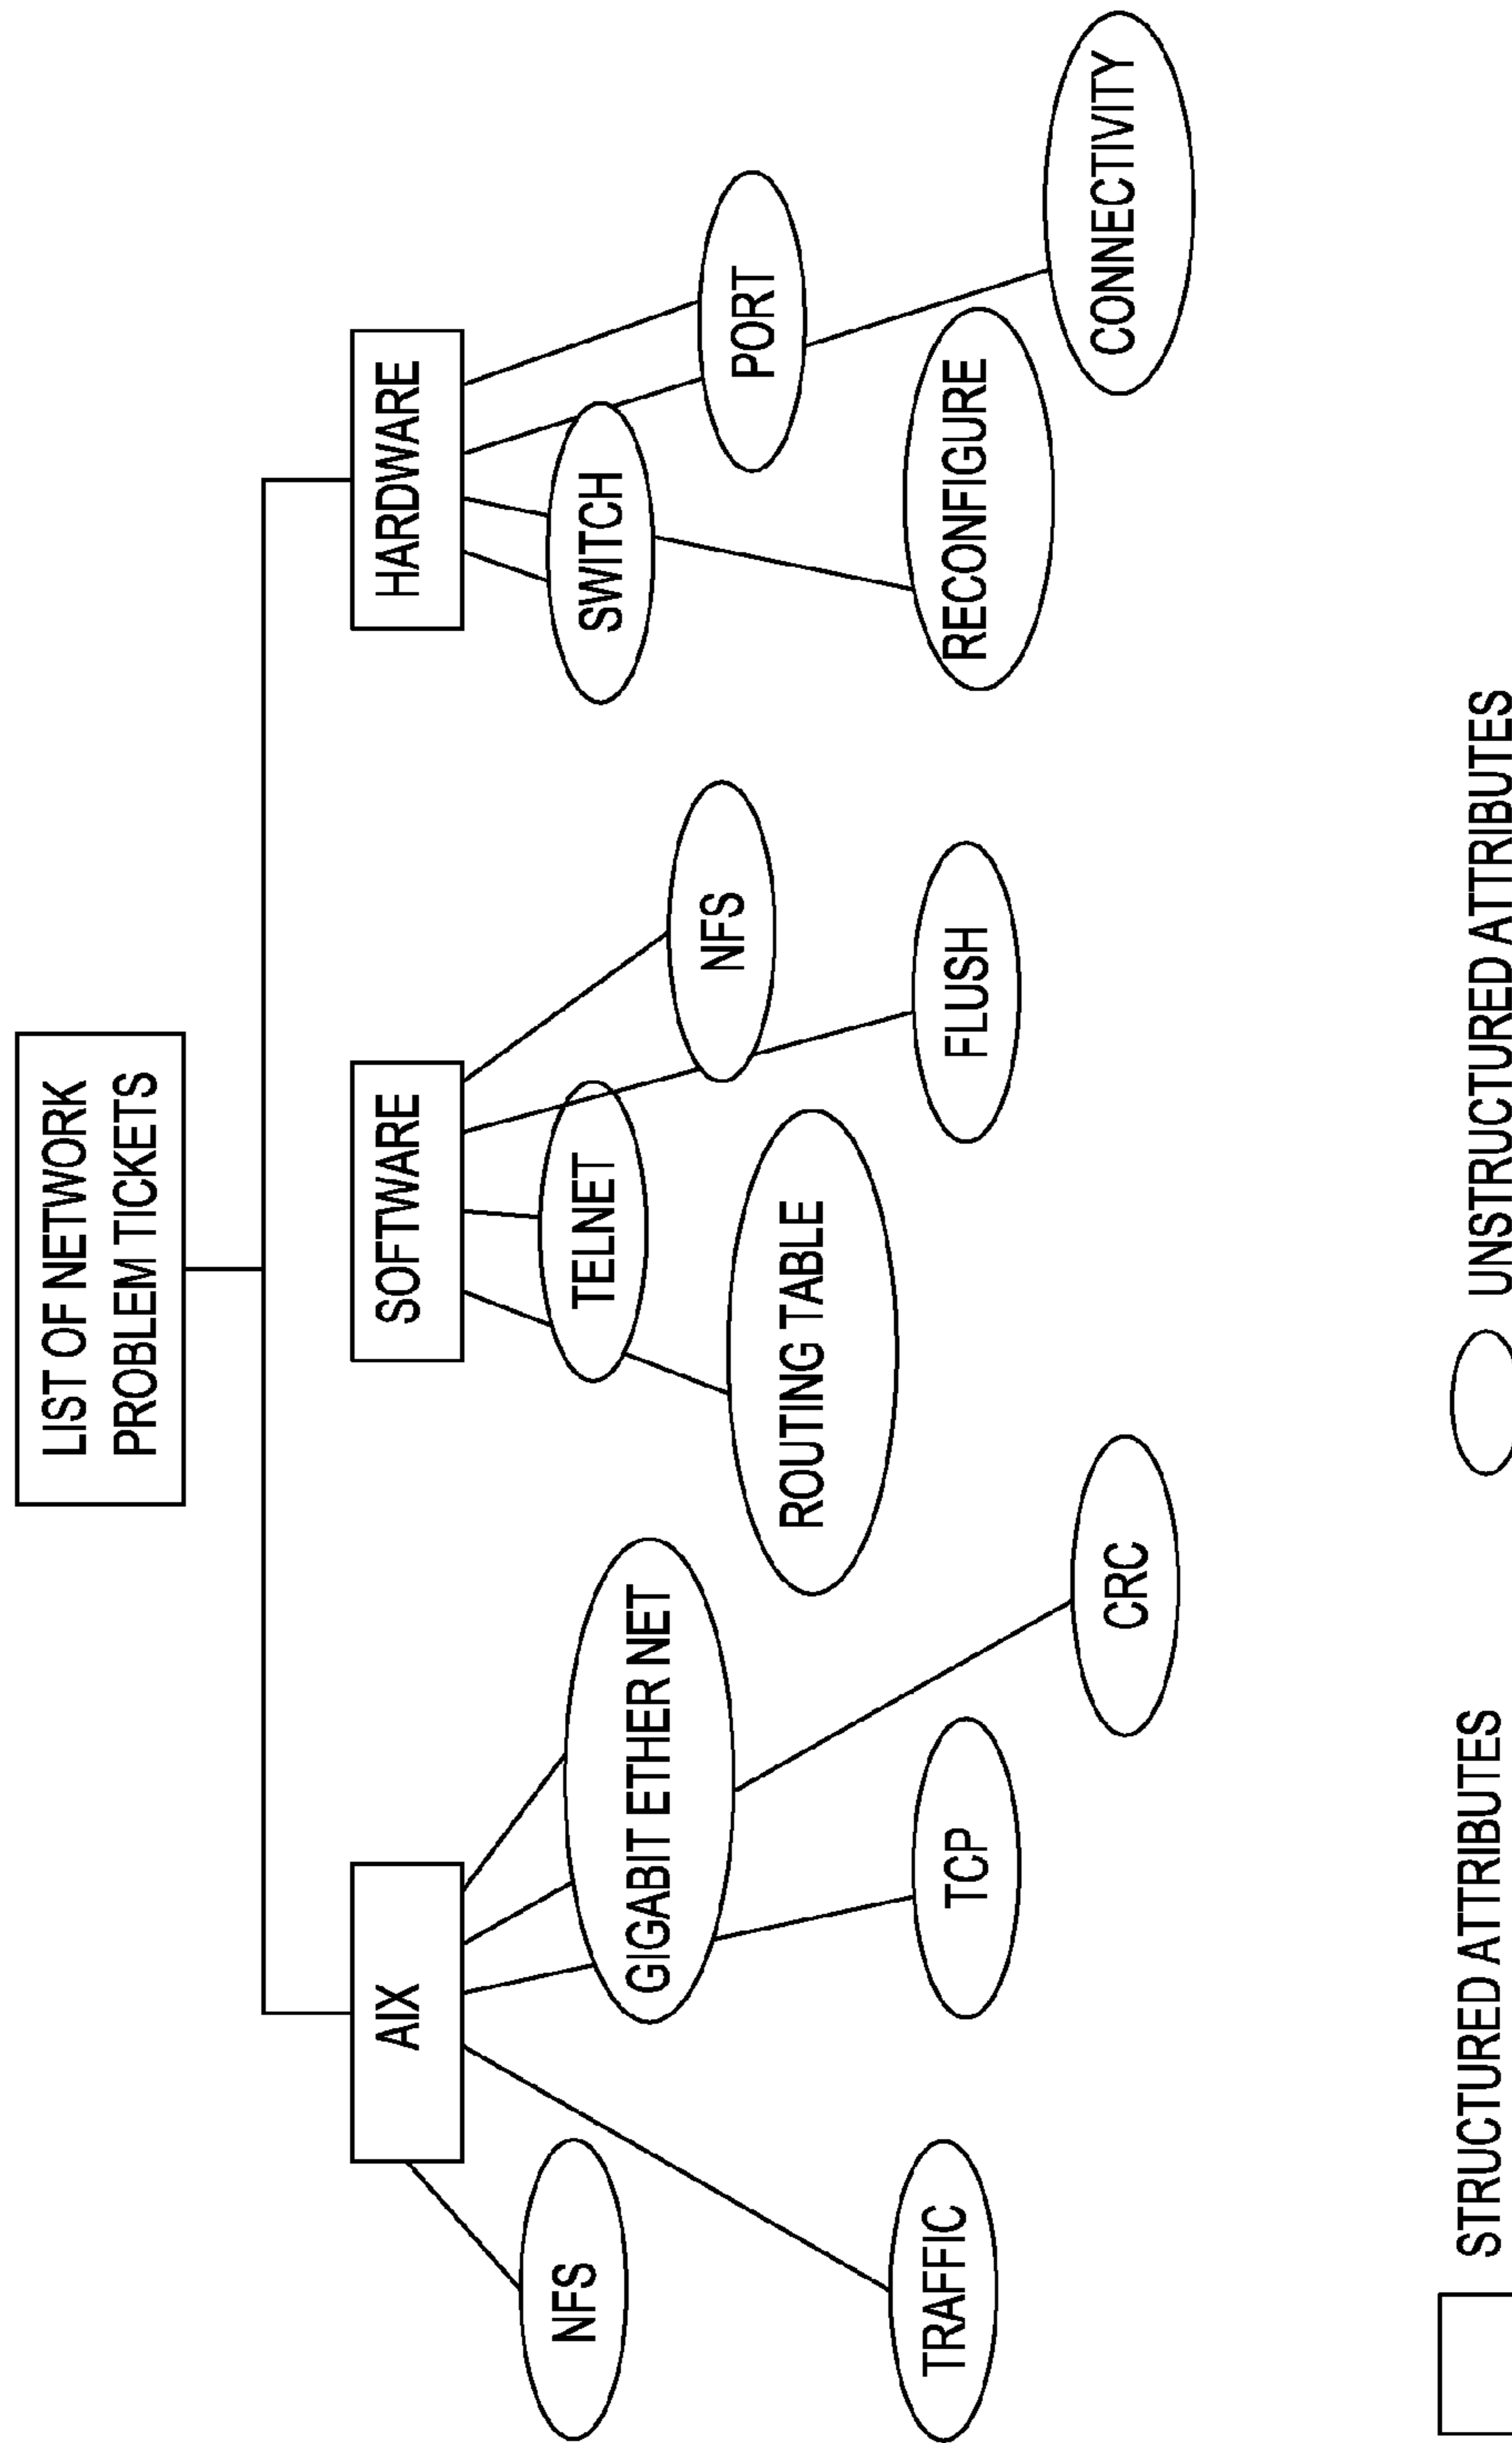 LIST OF NETWORK
PROBLEM TICKETS
AIX
SOFTWARE
HARDWARE
NFS
GIGABIT ETHER NET
TELNET
SWITCH
NFS
PORT
ROUTING TABLE
TRAFFIC
TCP
FLUSH
RECONFIGURE
CRC
CONNECTIVITY
STRUCTURED ATTRIBUTES
UNSTRUCTURED ATTRIBUTES